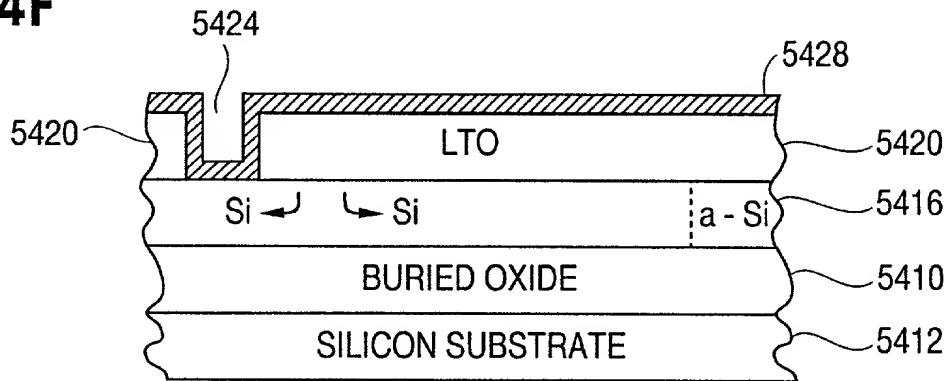 4F
5424
5428
5420
LTO
5420
Si
Si
a - Si
5416
BURIED OXIDE
5410
SILICON SUBSTRATE
5412